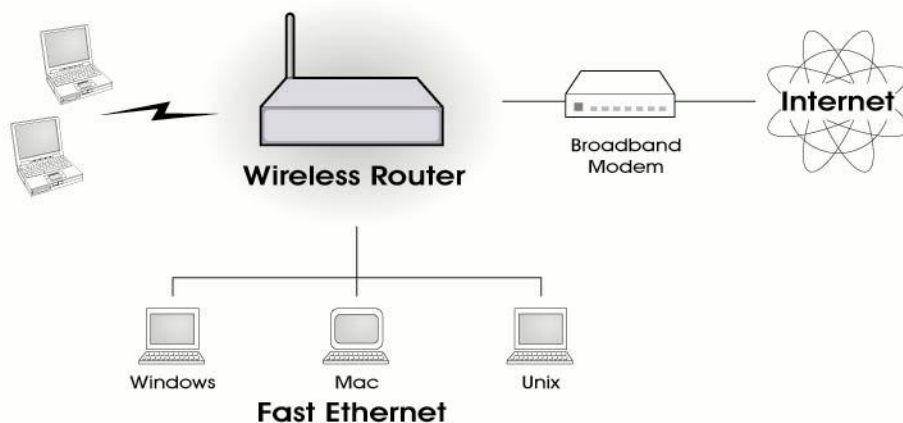 Internet
Broadband
Modem
Wireless Router
Windows
Mac
Unix
Fast Ethernet